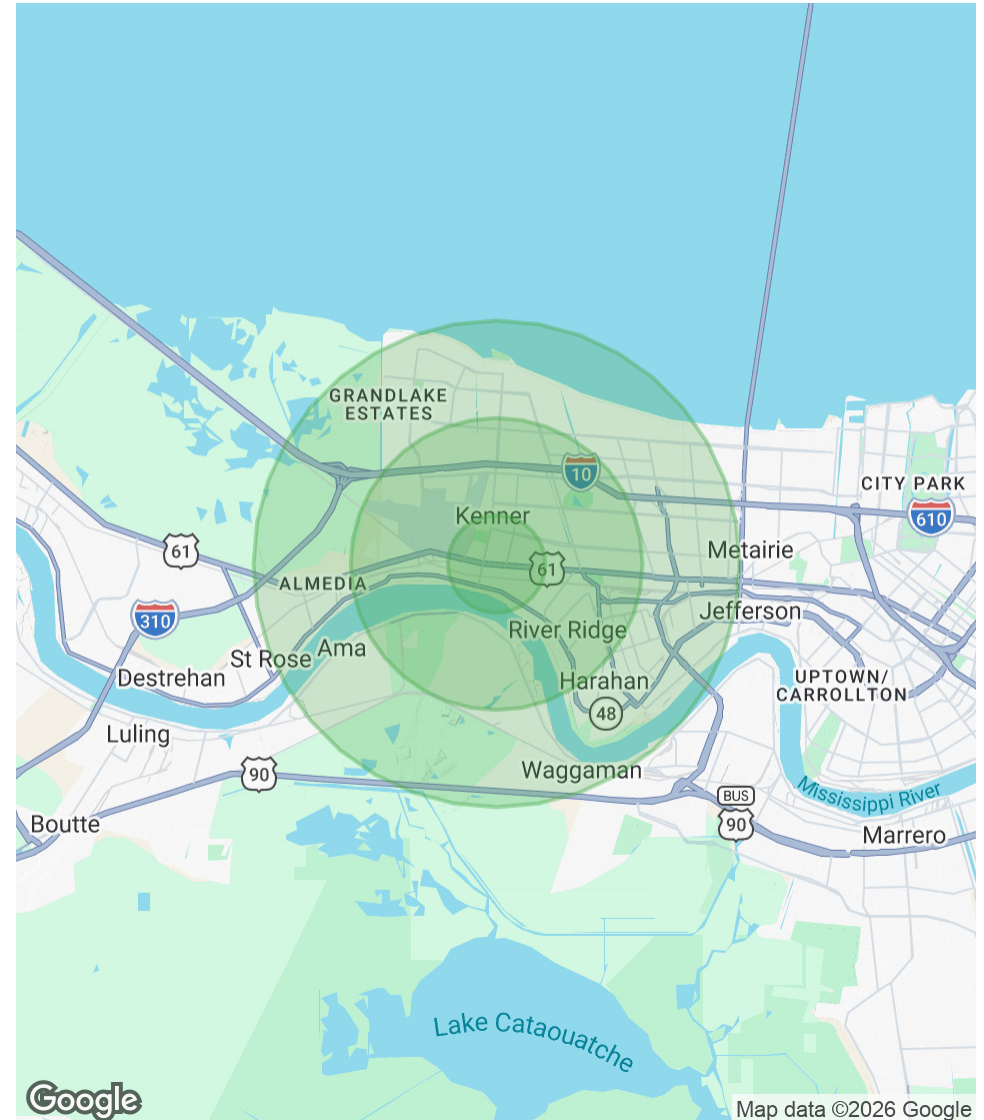 GRANDLAKE
ESTATES
10
CITY PARK
610
Kenner
61
Metairie
61
ALMEDIA
310
Jefferson
River Ridge
St Rose
Ama
Destrehan
Harahan
UPTOWN/
CARROLLTON
48
Luling
90
Waggaman
BUS
90
Mississippi River
Boutte
Marrero
Lake Cataouatche
Google
Map data ©2026 Google